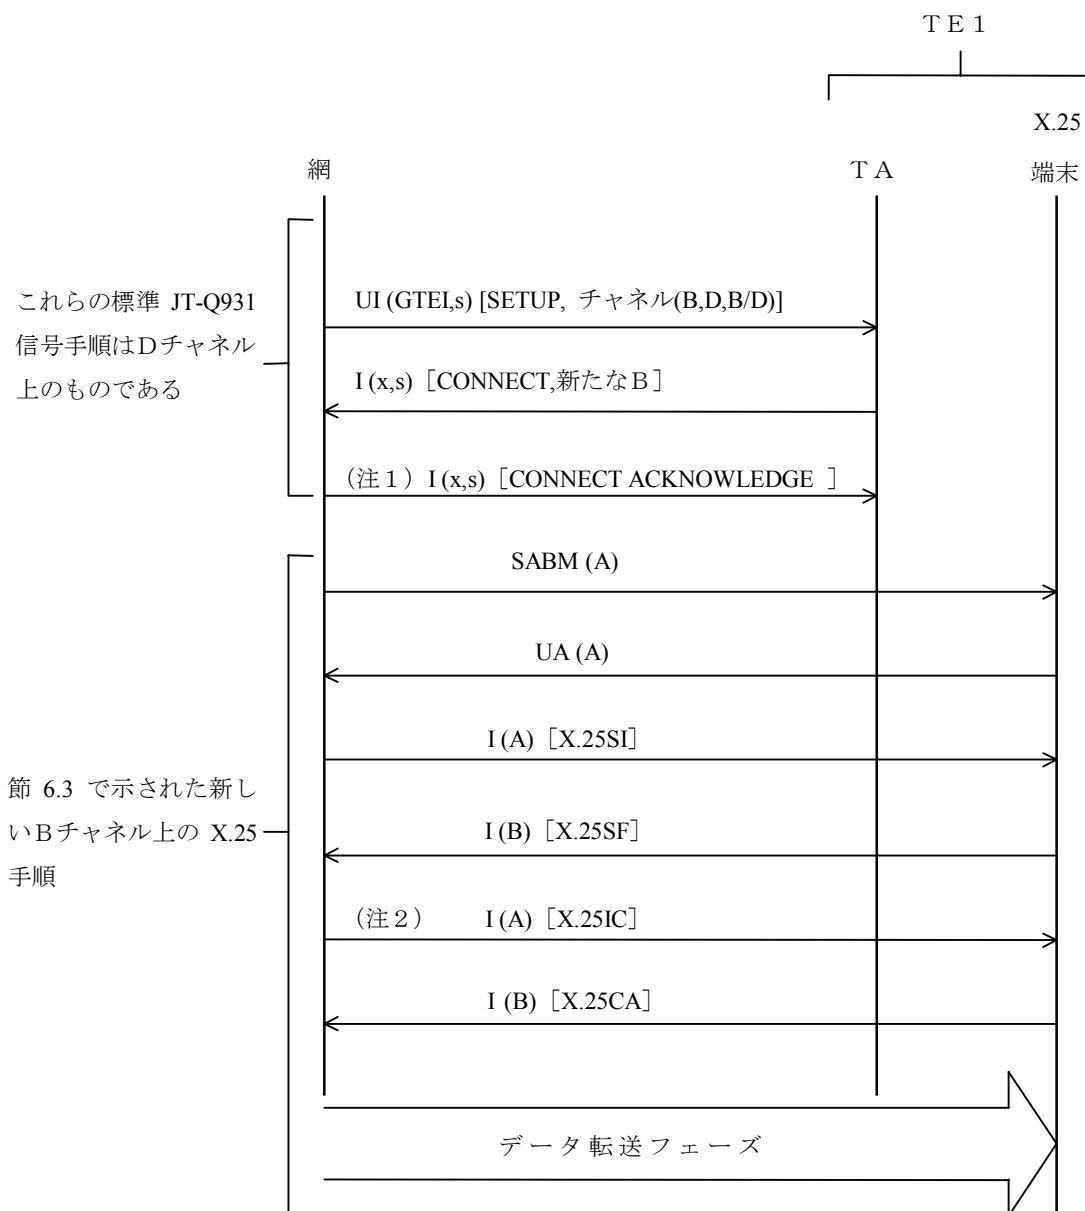 ＴＥ１
X.25
網
ＴＡ
端末
これらの標準 JT-Q931
信号手順はＤチャネル
上のものである
UI (GTEI,s) [SETUP, チャネル(B,D,B/D)]
I (x,s)［CONNECT,新たなＢ］
（注１）I (x,s)［CONNECT ACKNOWLEDGE ］
SABM (A)
UA (A)
I (A)［X.25SI］
節 6.3 で示された新し
いＢチャネル上の X.25
手順
I (B)［X.25SF］
（注２） I (A)［X.25IC］
I (B)［X.25CA］
データ転送フェーズ